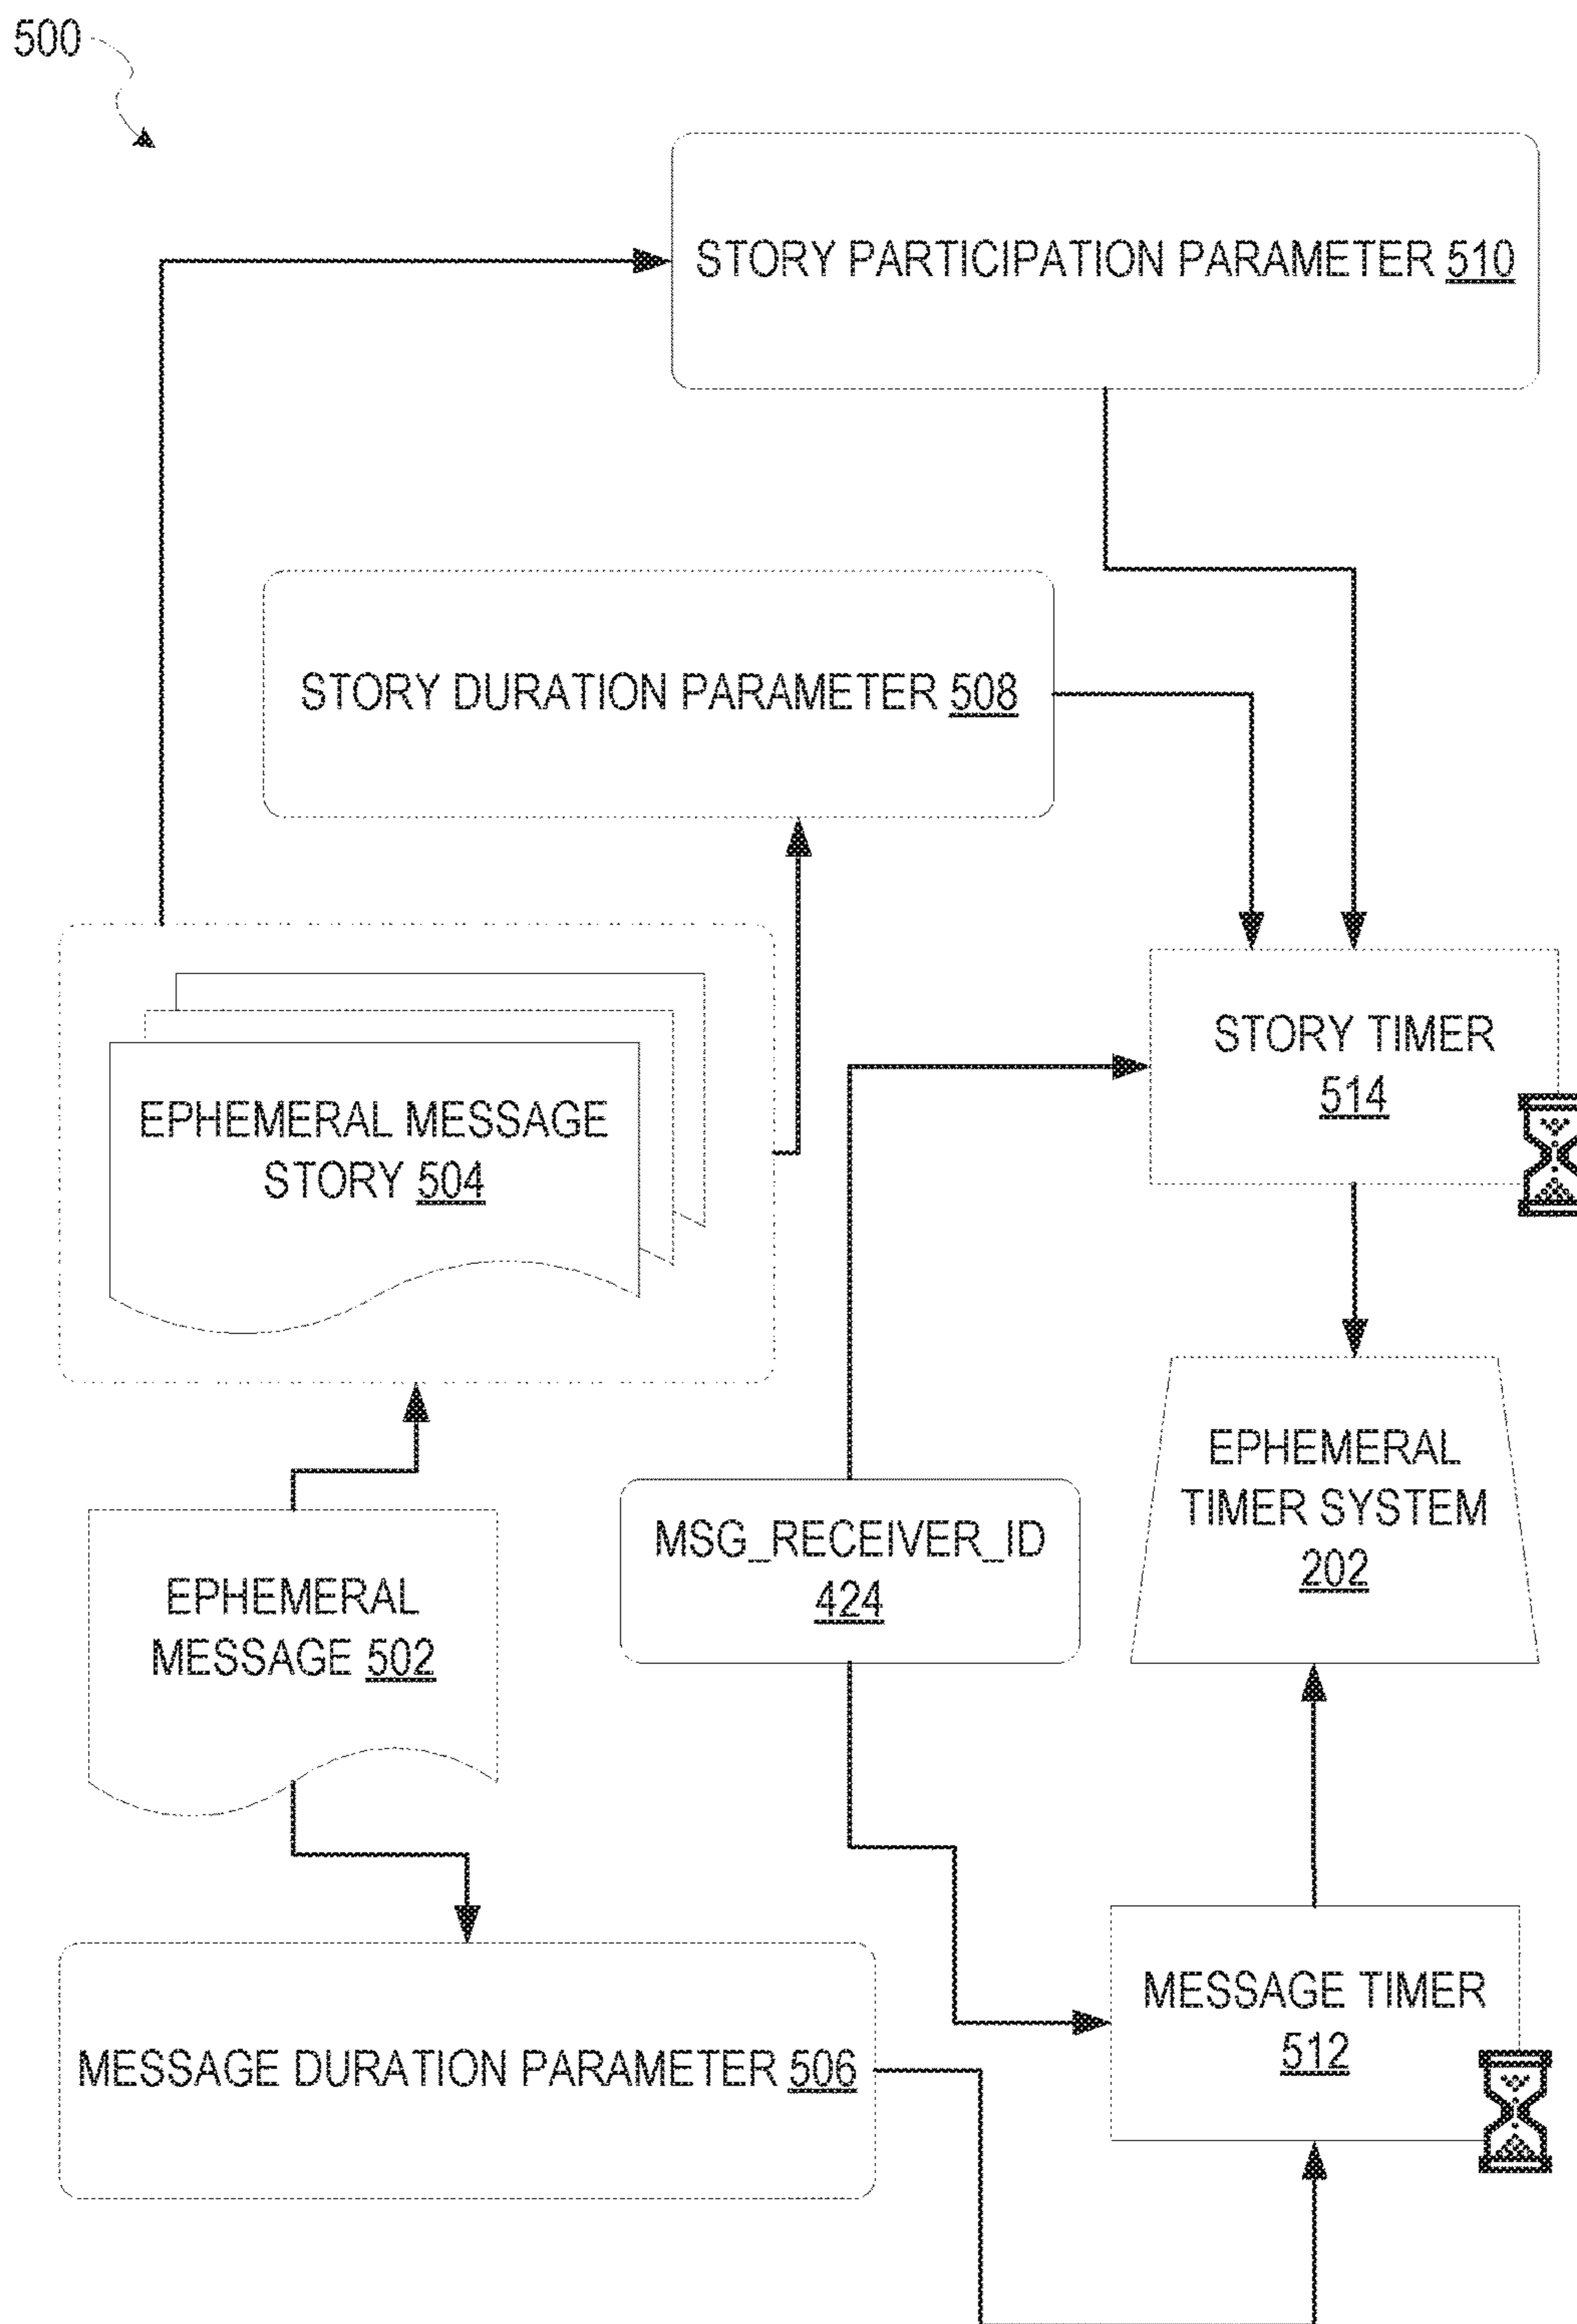 500
STORY PARTICIPATION PARAMETER 510
STORY DURATION PARAMETER 508
STORY TIMER
514
EPHEMERAL MESSAGE
STORY 504
EPHEMERAL
TIMER SYSTEM
202
MSG_RECEIVER_ID
424
EPHEMERAL
MESSAGE 502
MESSAGE TIMER
512
MESSAGE DURATION PARAMETER 506